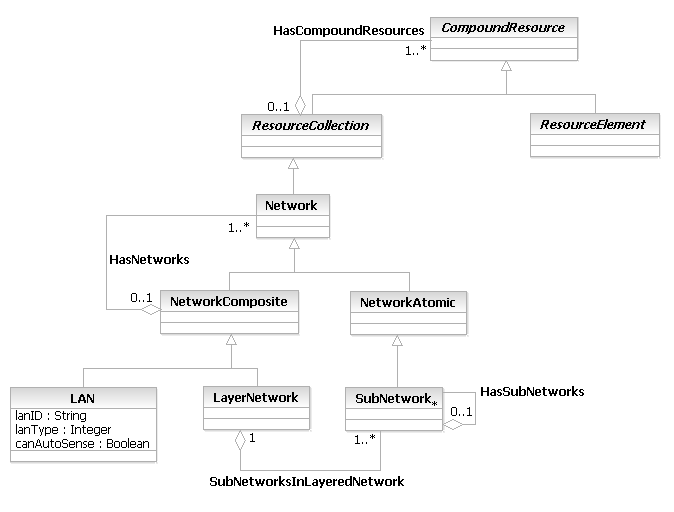 CompoundResource
HasCompoundResources
1..*
0..1
ResourceCollection
ResourceElement
Network
1..*
HasNetworks
0..1
NetworkComposite
NetworkAtomic
LAN
lanID : String
lanType : Integer
canAutoSense : Boolean
LayerNetwork
SubNetwork
*
HasSubNetworks
0..1
1
1..*
SubNetworksInLayeredNetwork